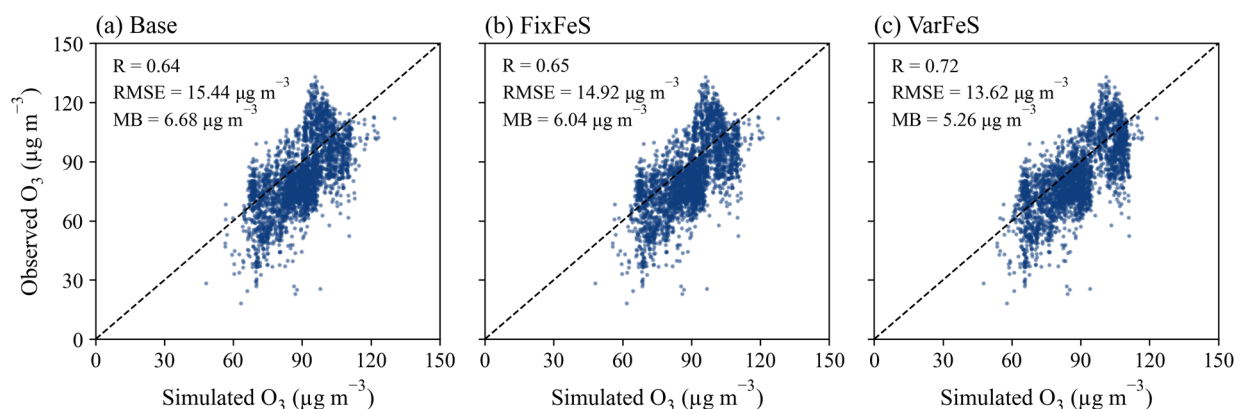 (a) Base
R = 0.64
RMSE = 15.44 µg m⁻³
MB = 6.68 µg m⁻³
Observed O₃ (µg m⁻³)
150
120
90
60
30
0
0 30 60 90 120 150
Simulated O₃ (µg m⁻³)
(b) FixFeS
R = 0.65
RMSE = 14.92 µg m⁻³
MB = 6.04 µg m⁻³
0 30 60 90 120 150
Simulated O₃ (µg m⁻³)
(c) VarFeS
R = 0.72
RMSE = 13.62 µg m⁻³
MB = 5.26 µg m⁻³
0 30 60 90 120 150
Simulated O₃ (µg m⁻³)